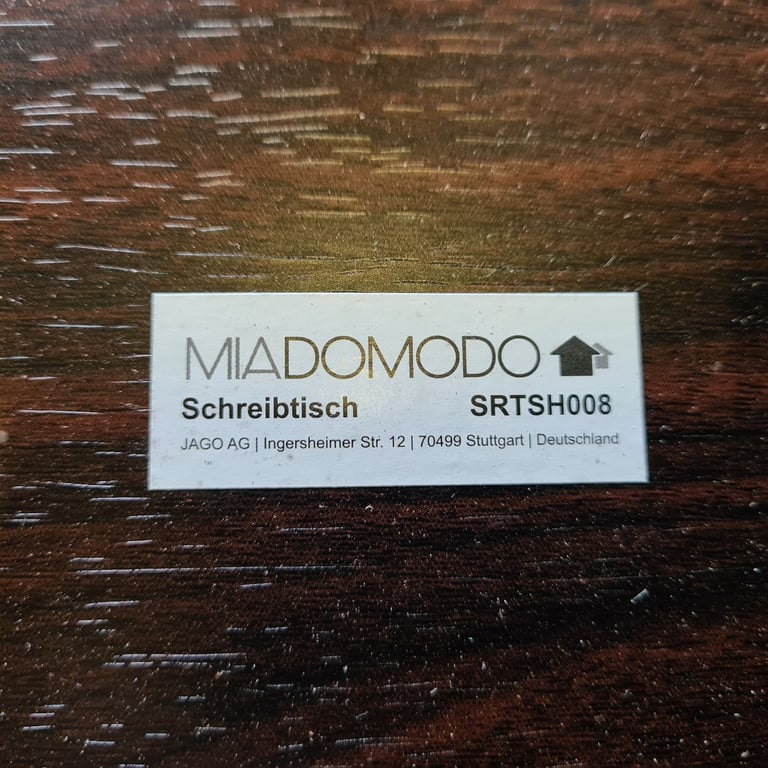 MIADOMODO
Schreibtisch SRTSH008
JAGO AG | Ingersheimer Str. 12 | 70499 Stuttgart | Deutschland